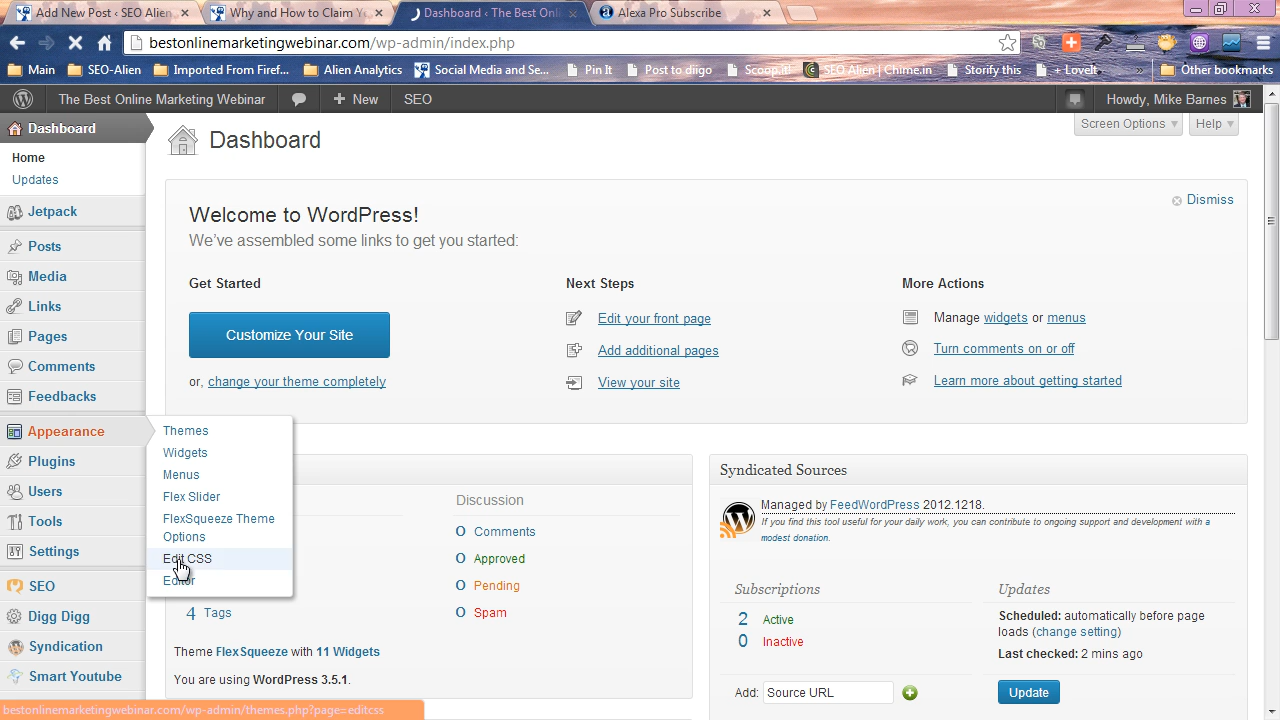 Add New Post ‹ SEO Alien
Why and How to Claim Yo
Dashboard ‹ The Best Onli
Alexa Pro Subscribe
bestonlinemarketingwebinar.com/wp-admin/index.php
Main
SEO-Alien
Imported From Firef...
Alien Analytics
Social Media and Se...
Pin It
Post to diigo
Scoop.it!
SEO Alien | Chime.in
Storify this
+ LoveIt
»
Other bookmarks
The Best Online Marketing Webinar
+ New
SEO
Howdy, Mike Barnes
Dashboard
Home
Updates
Jetpack
Posts
Media
Links
Pages
Comments
Feedbacks
Appearance
Plugins
Users
Tools
Settings
SEO
Digg Digg
Syndication
Smart Youtube
Themes
Widgets
Menus
Flex Slider
FlexSqueeze Theme
Options
Edit CSS
Editor
Dashboard
Screen Options
Help
Dismiss
Welcome to WordPress!
We've assembled some links to get you started:
Get Started
Customize Your Site
or, change your theme completely
Next Steps
Edit your front page
Add additional pages
View your site
More Actions
Manage widgets or menus
Turn comments on or off
Learn more about getting started
Discussion
0 Comments
0 Approved
0 Pending
4 Tags
0 Spam
Theme FlexSqueeze with 11 Widgets
You are using WordPress 3.5.1.
Syndicated Sources
Managed by FeedWordPress 2012.1218.
If you find this tool useful for your daily work, you can contribute to ongoing support and development with a
modest donation.
Subscriptions
2 Active
0 Inactive
Updates
Scheduled: automatically before page
loads (change setting)
Last checked: 2 mins ago
Add: Source URL
Update
bestonlinemarketingwebinar.com/wp-admin/themes.php?page=editcss